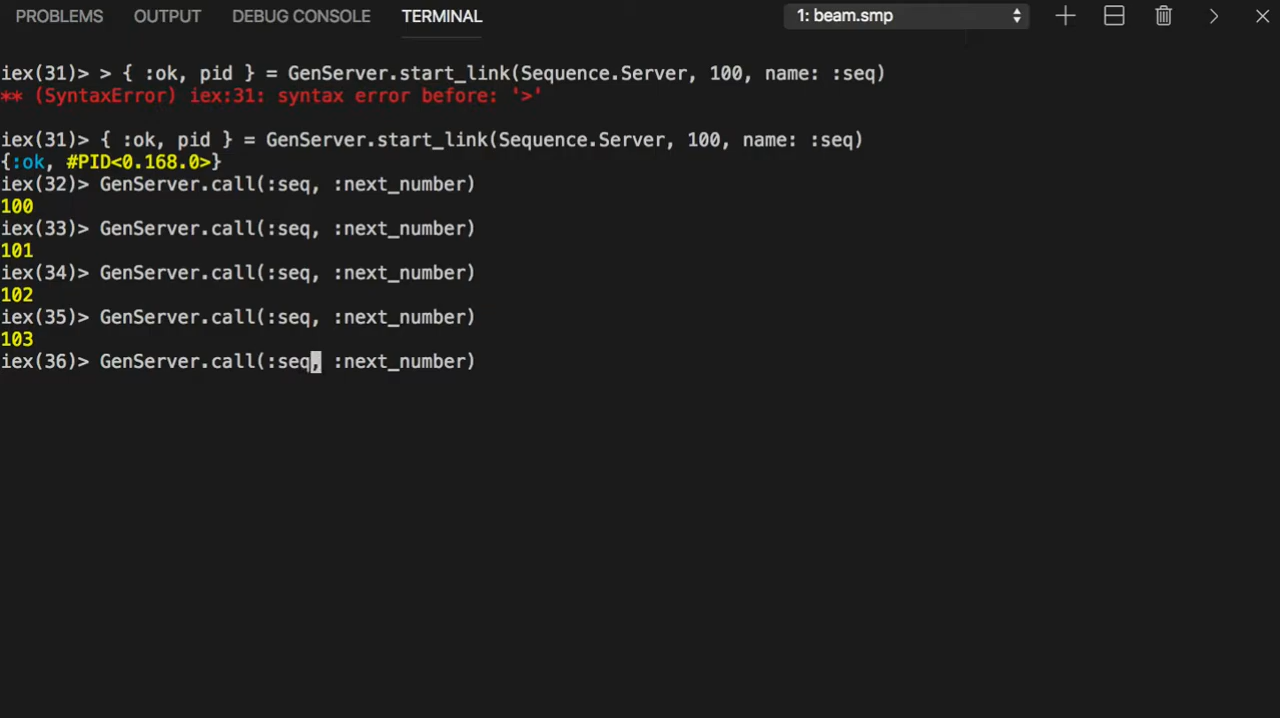 PROBLEMS OUTPUT DEBUG CONSOLE TERMINAL 1: beam.smp
iex(31)> > { :ok, pid } = GenServer.start_link(Sequence.Server, 100, name: :seq)
** (SyntaxError) iex:31: syntax error before: '>'
iex(31)> { :ok, pid } = GenServer.start_link(Sequence.Server, 100, name: :seq)
{:ok, #PID<0.168.0>}
iex(32)> GenServer.call(:seq, :next_number)
100
iex(33)> GenServer.call(:seq, :next_number)
101
iex(34)> GenServer.call(:seq, :next_number)
102
iex(35)> GenServer.call(:seq, :next_number)
103
iex(36)> GenServer.call(:seq, :next_number)